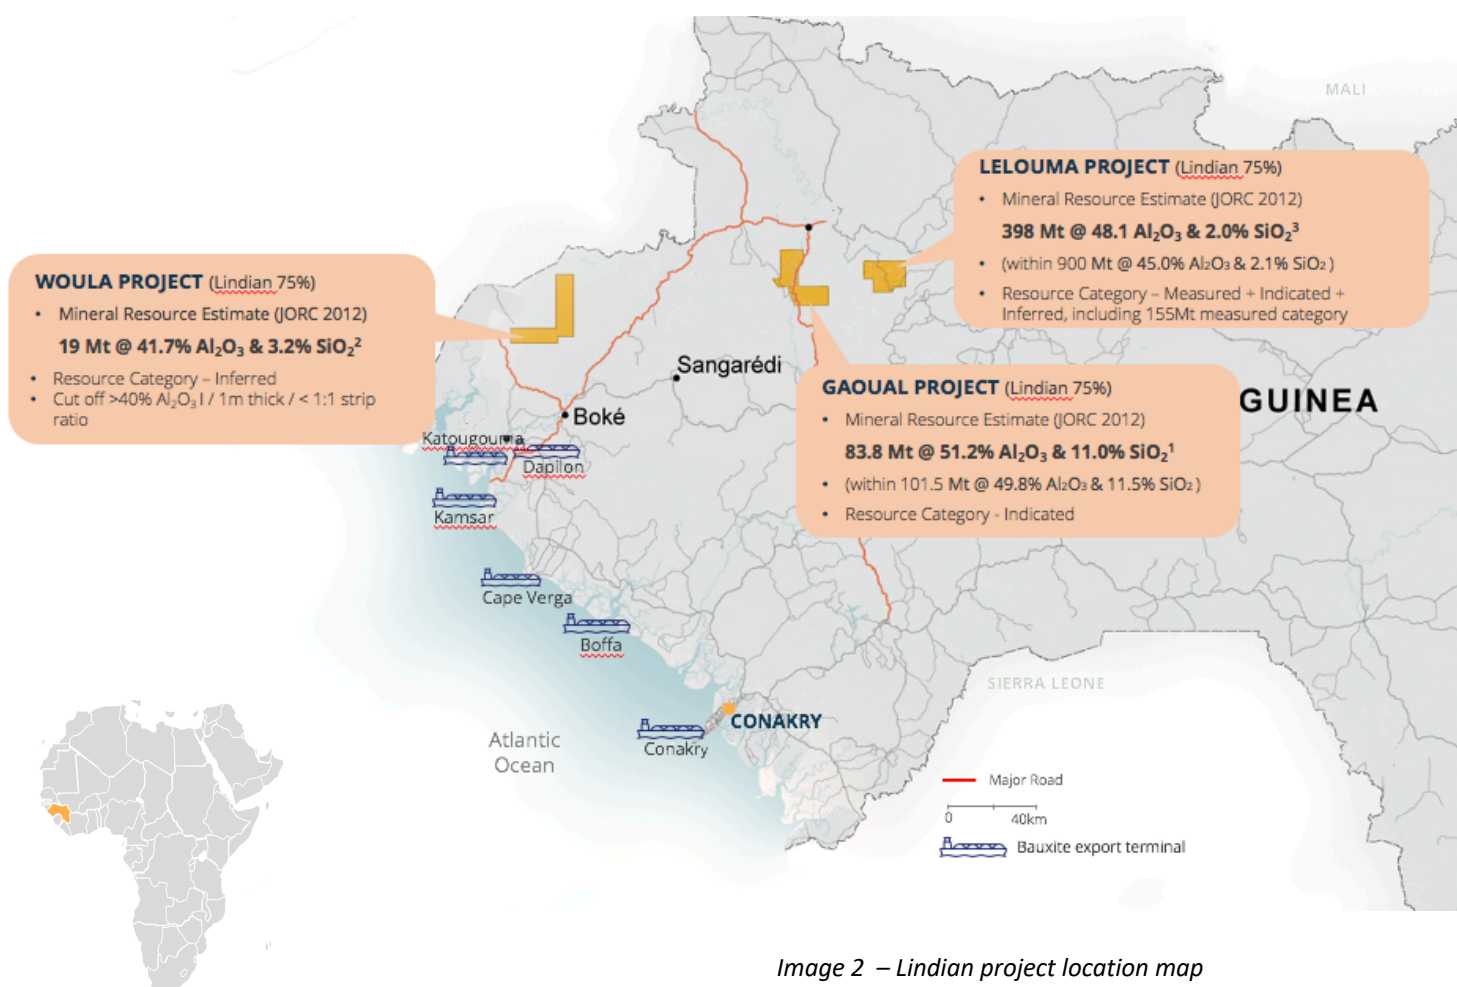 MALI
LELOUMA PROJECT (Lindian 75%)
• Mineral Resource Estimate (JORC 2012)
398 Mt @ 48.1 Al₂O₃ & 2.0% SiO₂³
• (within 900 Mt @ 45.0% Al₂O₃ & 2.1% SiO₂ )
• Resource Category – Measured + Indicated +
Inferred, including 155Mt measured category
WOULA PROJECT (Lindian 75%)
• Mineral Resource Estimate (JORC 2012)
19 Mt @ 41.7% Al₂O₃ & 3.2% SiO₂²
• Resource Category – Inferred
• Cut off >40% Al₂O₃ l / 1m thick / < 1:1 strip
ratio
Sangarédi
GAOUAL PROJECT (Lindian 75%)
• Mineral Resource Estimate (JORC 2012)
83.8 Mt @ 51.2% Al₂O₃ & 11.0% SiO₂¹
• (within 101.5 Mt @ 49.8% Al₂O₃ & 11.5% SiO₂ )
• Resource Category - Indicated
GUINEA
Boké
Katougouma
Dapilon
Kamsar
Cape Verga
Boffa
SIERRA LEONE
CONAKRY
Conakry
Atlantic
Ocean
Major Road
0 40km
Bauxite export terminal
Image 2 – Lindian project location map